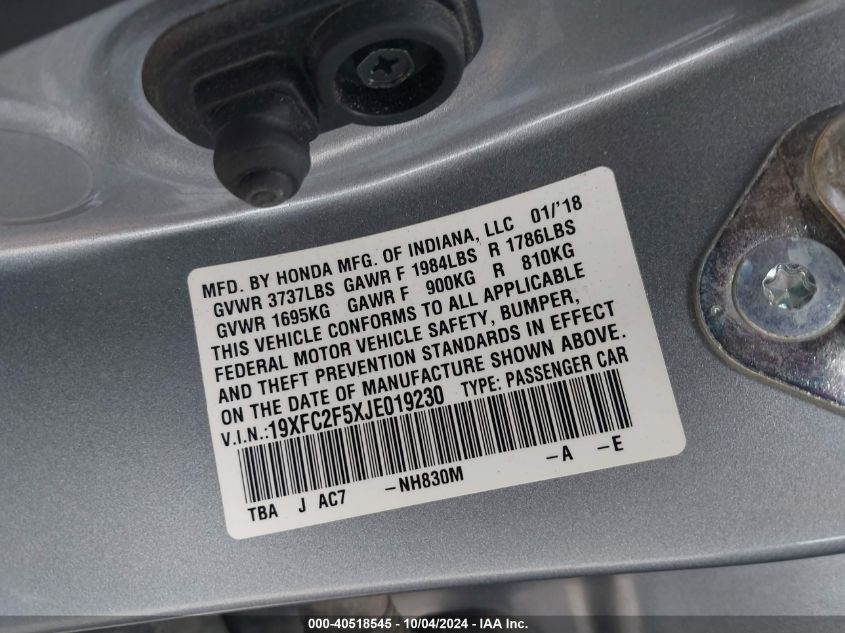 MFD. BY HONDA MFG. OF INDIANA, LLC 01/'18
GVWR 3737LBS GAWR F 1984LBS R 1786LBS
GVWR 1695KG GAWR F 900KG R 810KG
THIS VEHICLE CONFORMS TO ALL APPLICABLE
FEDERAL MOTOR VEHICLE SAFETY, BUMPER,
AND THEFT PREVENTION STANDARDS IN EFFECT
ON THE DATE OF MANUFACTURE SHOWN ABOVE.
V.I.N.:19XFC2F5XJE019230 TYPE: PASSENGER CAR
TBA J AC7 -NH830M -A -E
000-40518545 - 10/04/2024 - IAA Inc.